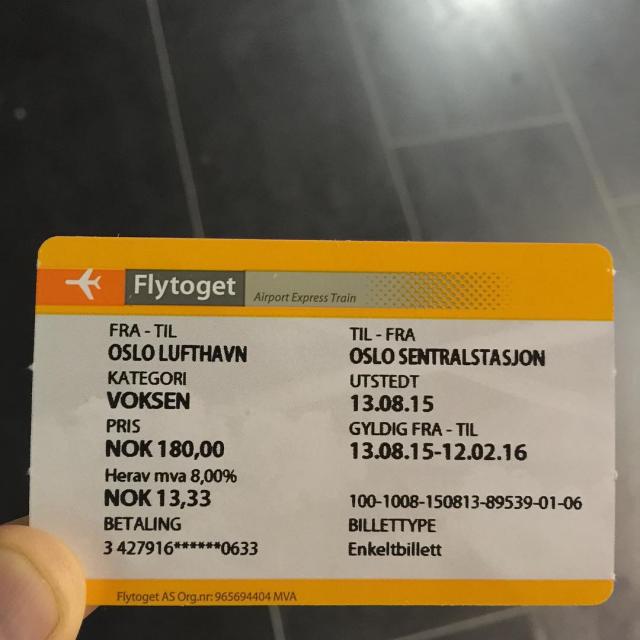 Flytoget
Airport Express Train
FRA - TIL
OSLO LUFTHAVN
KATEGORI
VOKSEN
PRIS
NOK 180,00
Herav mva 8,00%
NOK 13,33
BETALING
3 427916******0633
TIL - FRA
OSLO SENTRALSTASJON
UTSTEDT
13.08.15
GYLDIG FRA - TIL
13.08.15-12.02.16
100-1008-150813-89539-01-06
BILLETTYPE
Enkeltbillett
Flytoget AS Org.nr: 965694404 MVA